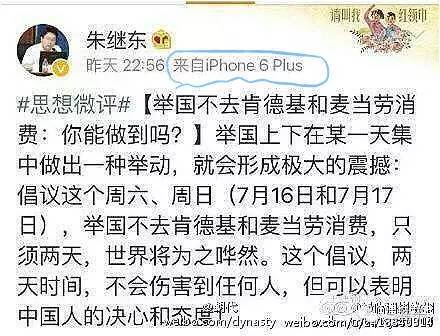 请叫我
红领巾
朱继东
昨天 22:56 来自iPhone 6 Plus
#思想微评#【举国不去肯德基和麦当劳消
费：你能做到吗？】举国上下在某一天集
中做出一种举动，就会形成极大的震撼：
倡议这个周六、周日（7月16日和7月17
日），举国不去肯德基和麦当劳消费，只
须两天，世界将为之哗然。这个倡议，两
天时间，不会伤害到任何人，但可以表明
中国人的决心和态度！
weibo.com/dynasty